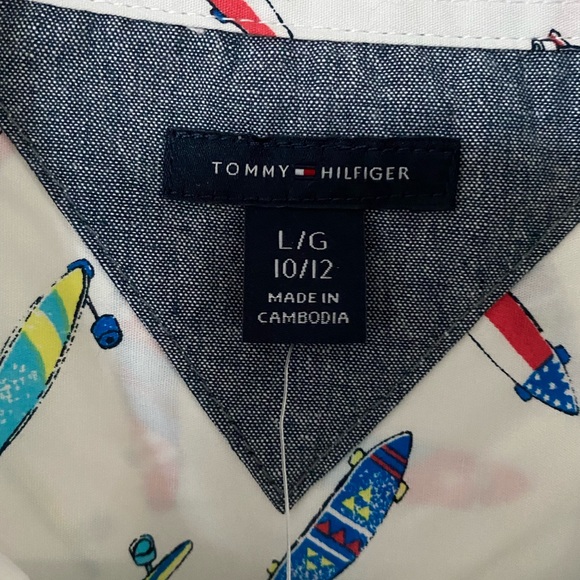 TOMMY HILFIGER
L/G
10/12
MADE IN
CAMBODIA